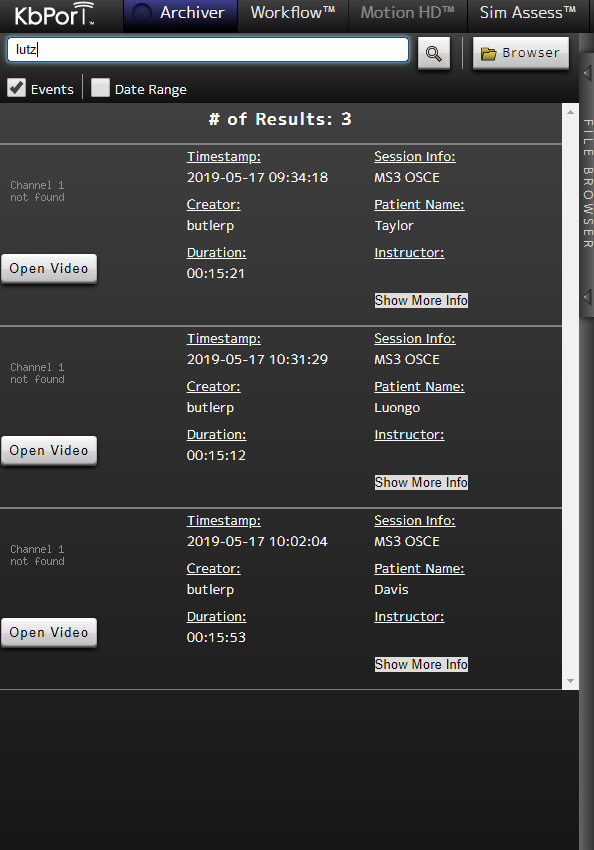 KbPort™ Archiver Workflow™ Motion HD™ Sim Assess™
lutz Browser
Events Date Range
# of Results: 3
Timestamp: Session Info:
2019-05-17 09:34:18 MS3 OSCE
Channel 1
not found
Creator: Patient Name:
butlerp Taylor
Duration: Instructor:
Open Video
00:15:21
Show More Info
Timestamp: Session Info:
2019-05-17 10:31:29 MS3 OSCE
Channel 1
not found
Creator: Patient Name:
butlerp Luongo
Duration: Instructor:
Open Video
00:15:12
Show More Info
Timestamp: Session Info:
2019-05-17 10:02:04 MS3 OSCE
Channel 1
not found
Creator: Patient Name:
butlerp Davis
Duration: Instructor:
Open Video
00:15:53
Show More Info
FILE BROWSER